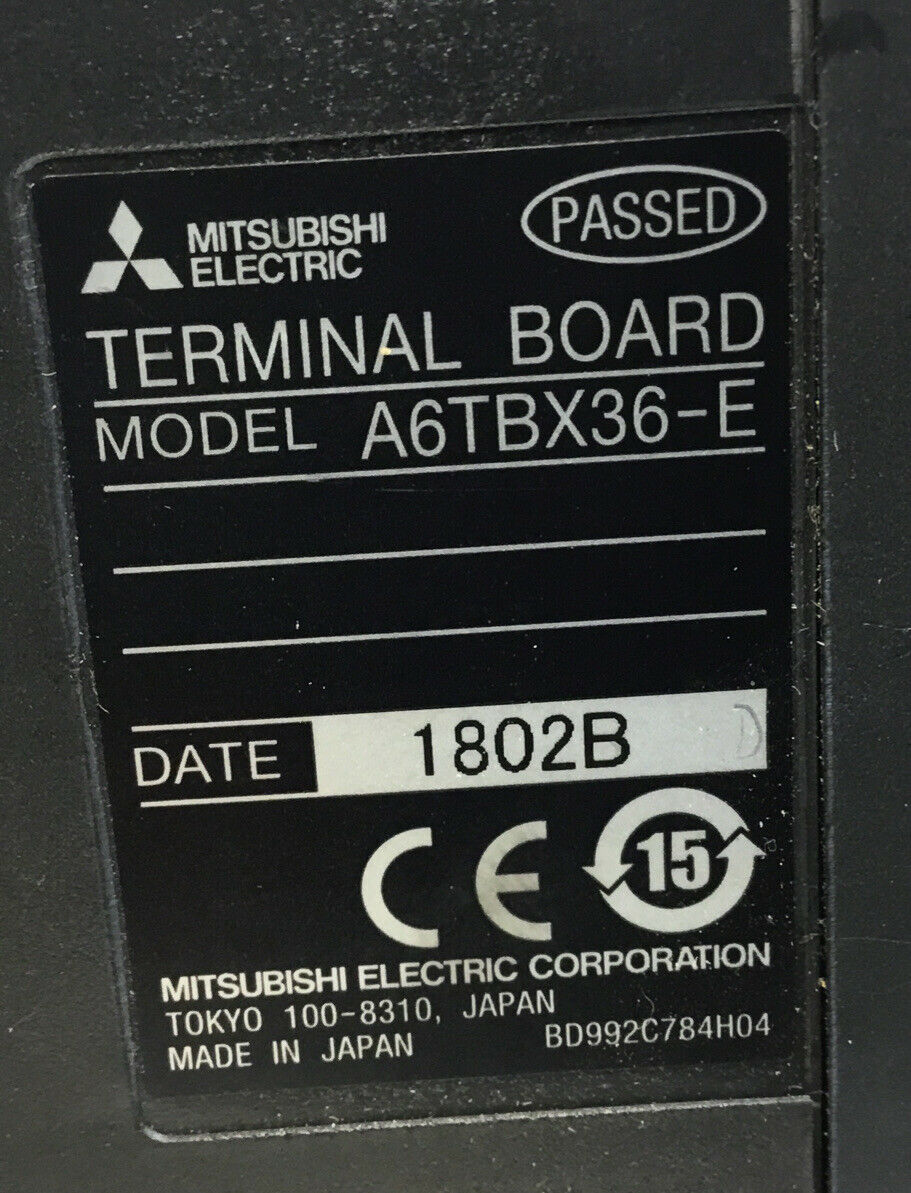 MITSUBISHI
ELECTRIC
PASSED
TERMINAL BOARD
MODEL A6TBX36-E
DATE 1802B D
CE 15
MITSUBISHI ELECTRIC CORPORATION
TOKYO 100-8310, JAPAN
MADE IN JAPAN BD992C784H04